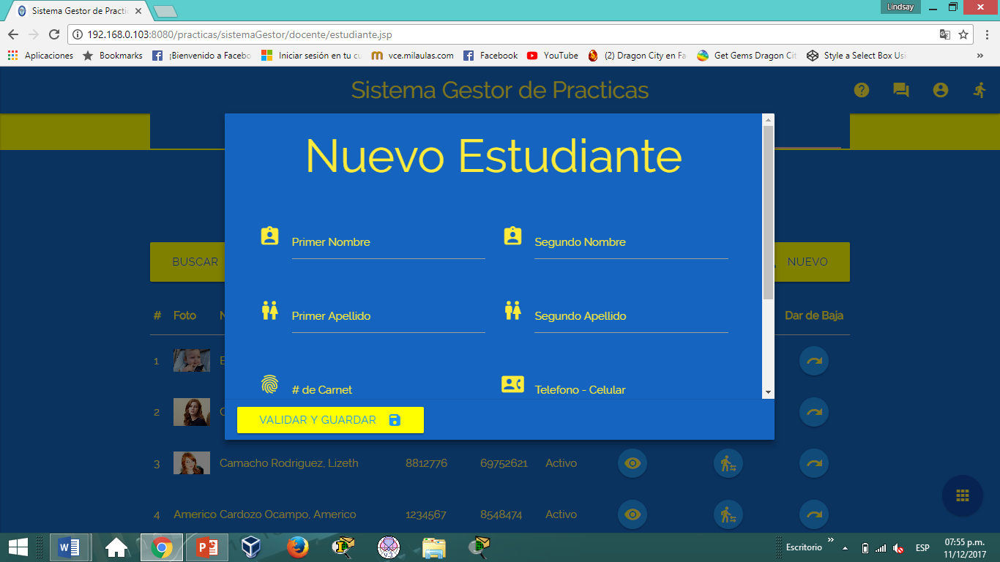 Sistema Gestor de Practic
Lindsay
192.168.0.103:8080/practicas/sistemaGestor/docente/estudiante.jsp
Aplicaciones Bookmarks ¡Bienvenido a Facebo Iniciar sesión en tu cu vce.milaulas.com Facebook YouTube (2) Dragon City en Fa Get Gems Dragon Cit Style a Select Box Usi »
Sistema Gestor de Practicas
Nuevo Estudiante
Primer Nombre Segundo Nombre
BUSCAR NUEVO
Primer Apellido Segundo Apellido
# Foto N Dar de Baja
1
# de Carnet Telefono - Celular
2
VALIDAR Y GUARDAR
3 Camacho Rodriguez, Lizeth 8812776 69752621 Activo
4 Americo Cardozo Ocampo, Americo 1234567 8548474 Activo
Escritorio » ESP 07:55 p.m.
11/12/2017